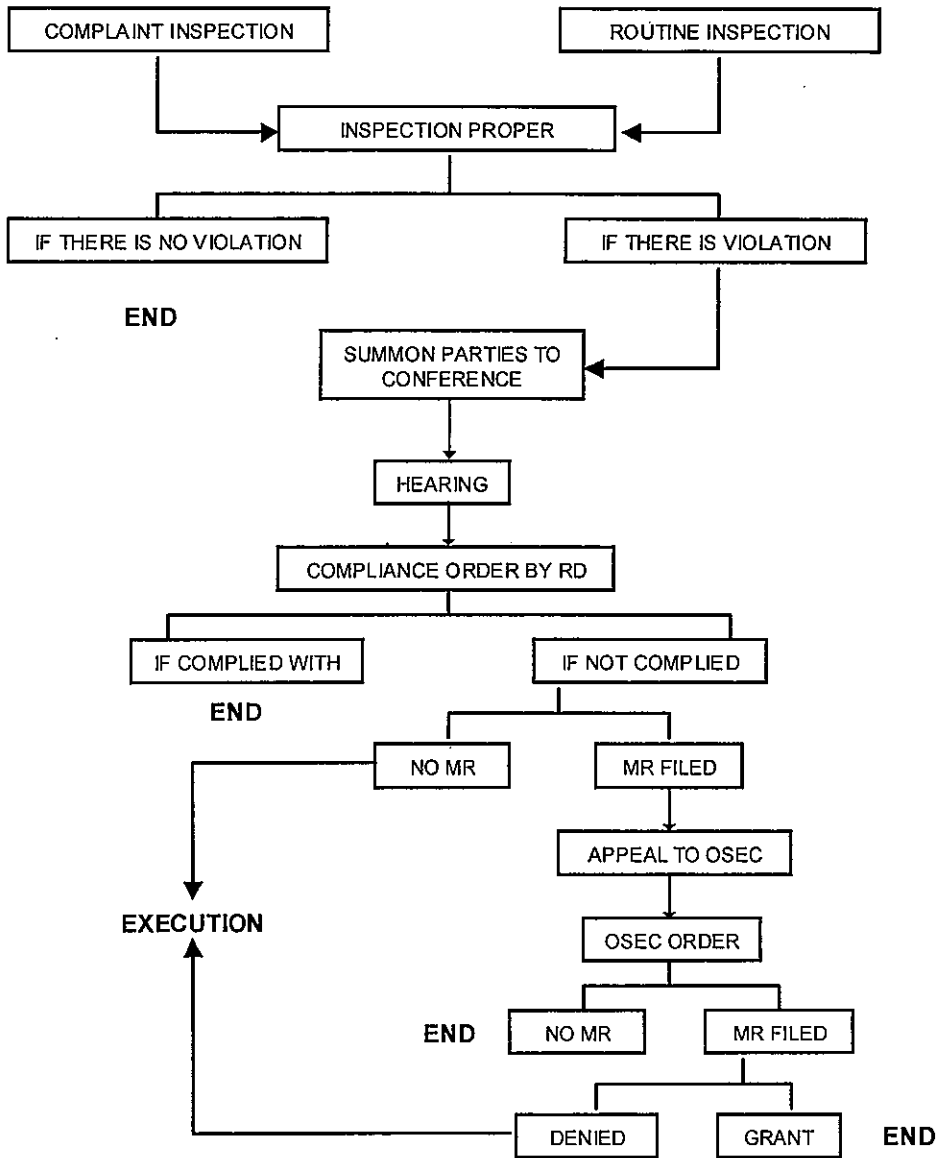 COMPLAINT INSPECTION
ROUTINE INSPECTION
INSPECTION PROPER
IF THERE IS NO VIOLATION
IF THERE IS VIOLATION
END
SUMMON PARTIES TO
CONFERENCE
HEARING
COMPLIANCE ORDER BY RD
IF COMPLIED WITH
IF NOT COMPLIED
END
NO MR
MR FILED
APPEAL TO OSEC
EXECUTION
OSEC ORDER
END
NO MR
MR FILED
DENIED
GRANT
END